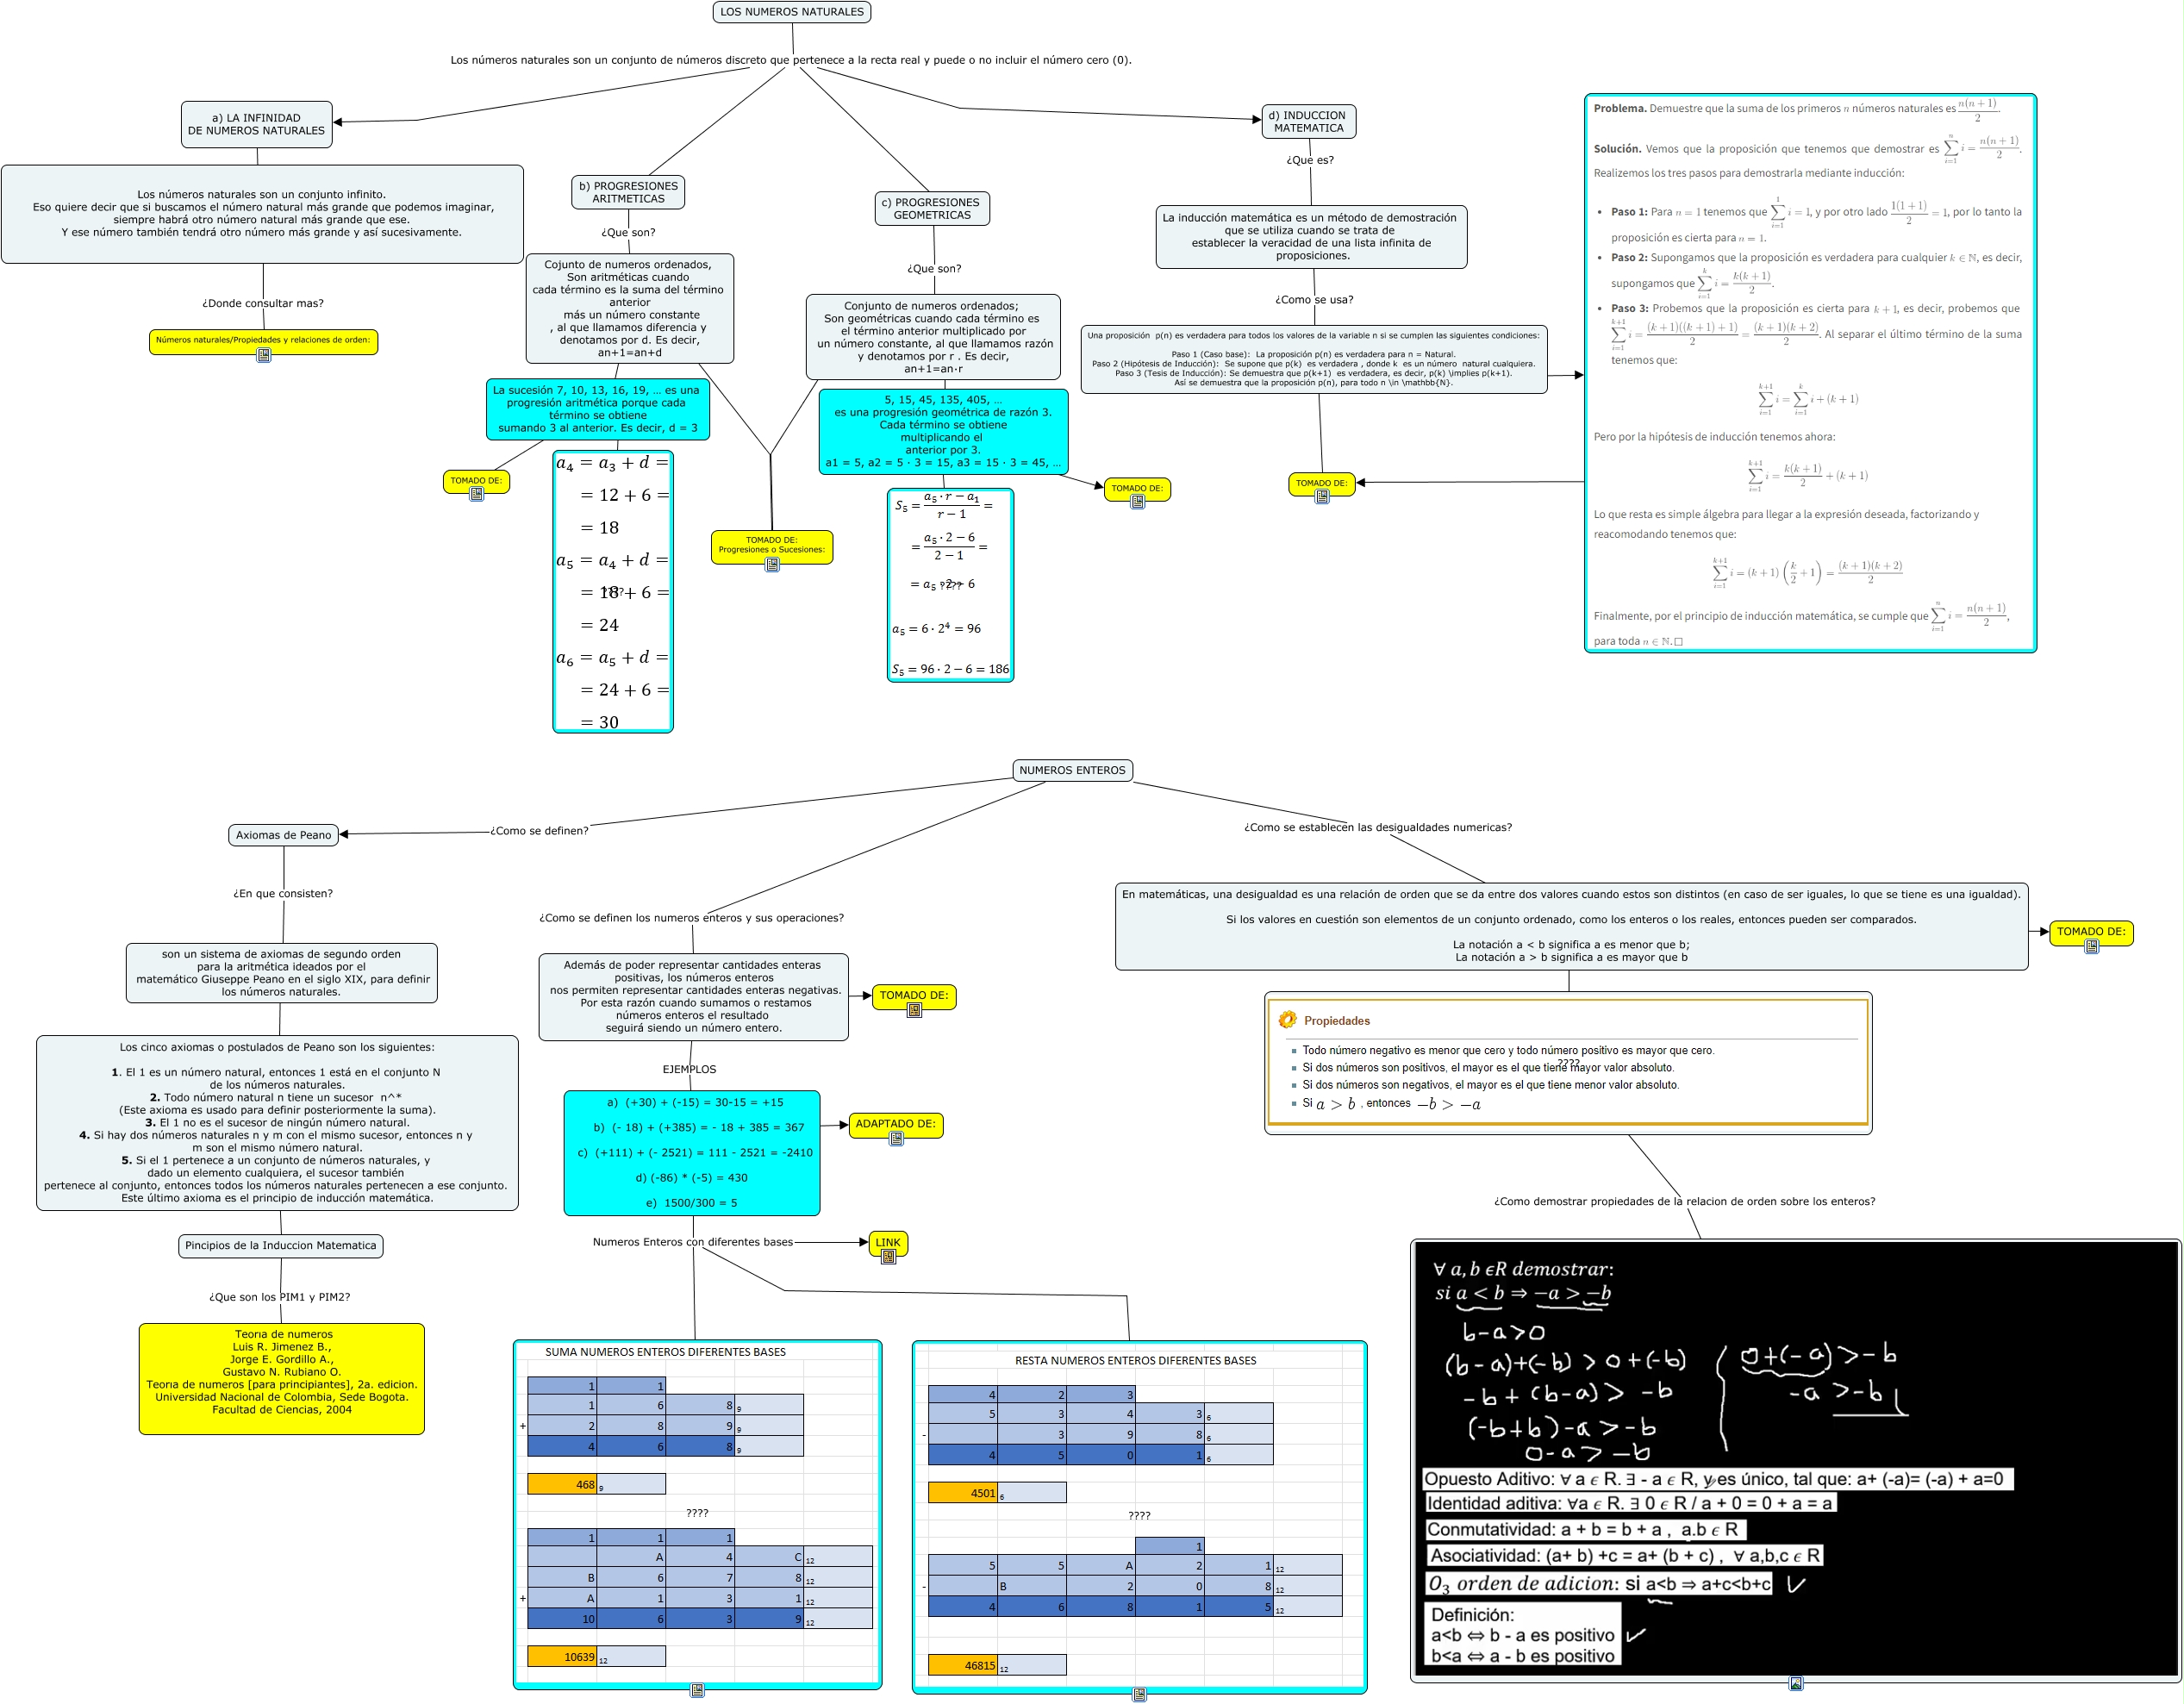 LOS NUMEROS NATURALES
Los números naturales son un conjunto de números discreto que pertenece a la recta real y puede o no incluir el número cero (0).
a) LA INFINIDAD
DE NUMEROS NATURALES
Los números naturales son un conjunto infinito.
Eso quiere decir que si buscamos el número natural más grande que podemos imaginar,
siempre habrá otro número natural más grande que ese.
Y ese número también tendrá otro número más grande y así sucesivamente.
¿Donde consultar mas?
Números naturales/Propiedades y relaciones de orden:
b) PROGRESIONES
ARITMETICAS
¿Que son?
Cojunto de numeros ordenados,
Son aritméticas cuando
cada término es la suma del término
anterior
más un número constante
, al que llamamos diferencia y
denotamos por d. Es decir,
an+1=an+d
La sucesión 7, 10, 13, 16, 19, ... es una
progresión aritmética porque cada
término se obtiene
sumando 3 al anterior. Es decir, d = 3
TOMADO DE:
a₄ = a₃ + d =
= 12 + 6 =
= 18
a₅ = a₄ + d =
= 18 + 6 =
= 24
a₆ = a₅ + d =
= 24 + 6 =
= 30
TOMADO DE:
Progresiones o Sucesiones:
c) PROGRESIONES
GEOMETRICAS
¿Que son?
Conjunto de numeros ordenados;
Son geométricas cuando cada término es
el término anterior multiplicado por
un número constante, al que llamamos razón
y denotamos por r . Es decir,
an+1=an·r
5, 15, 45, 135, 405, ...
es una progresión geométrica de razón 3.
Cada término se obtiene
multiplicando el
anterior por 3.
a1 = 5, a2 = 5 · 3 = 15, a3 = 15 · 3 = 45, ...
TOMADO DE:
S₅ = (a₅ · r − a₁)/(r − 1) =
= (a₅ · 2 − 6)/(2 − 1) =
= a₅ · 2 − 6
????
a₅ = 6 · 2⁴ = 96
S₅ = 96 · 2 − 6 = 186
d) INDUCCION
MATEMATICA
¿Que es?
La inducción matemática es un método de demostración
que se utiliza cuando se trata de
establecer la veracidad de una lista infinita de
proposiciones.
¿Como se usa?
Una proposición p(n) es verdadera para todos los valores de la variable n si se cumplen las siguientes condiciones:
Paso 1 (Caso base): La proposición p(n) es verdadera para n = Natural.
Paso 2 (Hipótesis de Inducción): Se supone que p(k) es verdadera , donde k es un número natural cualquiera.
Paso 3 (Tesis de Inducción): Se demuestra que p(k+1) es verdadera, es decir, p(k) \implies p(k+1).
Así se demuestra que la proposición p(n), para todo n \in \mathbb{N}.
TOMADO DE:
Problema. Demuestre que la suma de los primeros n números naturales es n(n + 1)/2.
Solución. Vemos que la proposición que tenemos que demostrar es ∑_{i=1}^{n} i = n(n + 1)/2.
Realizemos los tres pasos para demostrarla mediante inducción:
• Paso 1: Para n = 1 tenemos que ∑_{i=1}^{1} i = 1, y por otro lado 1(1 + 1)/2 = 1, por lo tanto la
proposición es cierta para n = 1.
• Paso 2: Supongamos que la proposición es verdadera para cualquier k ∈ ℕ, es decir,
supongamos que ∑_{i=1}^{k} i = k(k + 1)/2.
• Paso 3: Probemos que la proposición es cierta para k + 1, es decir, probemos que
∑_{i=1}^{k+1} i = (k + 1)((k + 1) + 1)/2 = (k + 1)(k + 2)/2. Al separar el último término de la suma
tenemos que:
∑_{i=1}^{k+1} i = ∑_{i=1}^{k} i + (k + 1)
Pero por la hipótesis de inducción tenemos ahora:
∑_{i=1}^{k+1} i = k(k + 1)/2 + (k + 1)
Lo que resta es simple álgebra para llegar a la expresión deseada, factorizando y
reacomodando tenemos que:
∑_{i=1}^{k+1} i = (k + 1)(k/2 + 1) = (k + 1)(k + 2)/2
Finalmente, por el principio de inducción matemática, se cumple que ∑_{i=1}^{n} i = n(n + 1)/2,
para toda n ∈ ℕ. □
NUMEROS ENTEROS
¿Como se definen?
Axiomas de Peano
¿En que consisten?
son un sistema de axiomas de segundo orden
para la aritmética ideados por el
matemático Giuseppe Peano en el siglo XIX, para definir
los números naturales.
Los cinco axiomas o postulados de Peano son los siguientes:
1. El 1 es un número natural, entonces 1 está en el conjunto N
de los números naturales.
2. Todo número natural n tiene un sucesor n^*
(Este axioma es usado para definir posteriormente la suma).
3. El 1 no es el sucesor de ningún número natural.
4. Si hay dos números naturales n y m con el mismo sucesor, entonces n y
m son el mismo número natural.
5. Si el 1 pertenece a un conjunto de números naturales, y
dado un elemento cualquiera, el sucesor también
pertenece al conjunto, entonces todos los números naturales pertenecen a ese conjunto.
Este último axioma es el principio de inducción matemática.
Pincipios de la Induccion Matematica
¿Que son los PIM1 y PIM2?
Teorıa de numeros
Luis R. Jimenez B.,
Jorge E. Gordillo A.,
Gustavo N. Rubiano O.
Teorıa de numeros [para principiantes], 2a. edicion.
Universidad Nacional de Colombia, Sede Bogota.
Facultad de Ciencias, 2004
¿Como se definen los numeros enteros y sus operaciones?
Además de poder representar cantidades enteras
positivas, los números enteros
nos permiten representar cantidades enteras negativas.
Por esta razón cuando sumamos o restamos
números enteros el resultado
seguirá siendo un número entero.
TOMADO DE:
EJEMPLOS
a) (+30) + (-15) = 30-15 = +15
b) (- 18) + (+385) = - 18 + 385 = 367
c) (+111) + (- 2521) = 111 - 2521 = -2410
d) (-86) * (-5) = 430
e) 1500/300 = 5
ADAPTADO DE:
Numeros Enteros con diferentes bases
LINK
SUMA NUMEROS ENTEROS DIFERENTES BASES
1 1
1 6 8 9
+ 2 8 9 9
4 6 8 9
468 9
????
1 1 1
A 4 C 12
B 6 7 8 12
+ A 1 3 1 12
10 6 3 9 12
10639 12
RESTA NUMEROS ENTEROS DIFERENTES BASES
4 2 3
5 3 4 3 6
- 3 9 8 6
4 5 0 1 6
4501 6
????
1
5 5 A 2 1 12
- B 2 0 8 12
4 6 8 1 5 12
46815 12
¿Como se establecen las desigualdades numericas?
En matemáticas, una desigualdad es una relación de orden que se da entre dos valores cuando estos son distintos (en caso de ser iguales, lo que se tiene es una igualdad).
Si los valores en cuestión son elementos de un conjunto ordenado, como los enteros o los reales, entonces pueden ser comparados.
La notación a < b significa a es menor que b;
La notación a > b significa a es mayor que b
TOMADO DE:
Propiedades
Todo número negativo es menor que cero y todo número positivo es mayor que cero.
????
Si dos números son positivos, el mayor es el que tiene mayor valor absoluto.
Si dos números son negativos, el mayor es el que tiene menor valor absoluto.
Si a > b , entonces −b > −a
¿Como demostrar propiedades de la relacion de orden sobre los enteros?
∀ a, b ϵR demostrar:
si a < b ⇒ −a > −b
b-a>0
(b-a)+(-b) > 0+(-b)
-b + (b-a) > -b
(-b+b)-a > -b
0-a > -b
0+(-a) > -b
-a > -b
Opuesto Aditivo: ∀ a ϵ R. ∃ - a ϵ R, y es único, tal que: a+ (-a)= (-a) + a=0
Identidad aditiva: ∀a ϵ R. ∃ 0 ϵ R / a + 0 = 0 + a = a
Conmutatividad: a + b = b + a , a.b ϵ R
Asociatividad: (a+ b) +c = a+ (b + c) , ∀ a,b,c ϵ R
O₃ orden de adicion: si a<b ⇒ a+c<b+c
Definición:
a<b ⇔ b - a es positivo
b<a ⇔ a - b es positivo